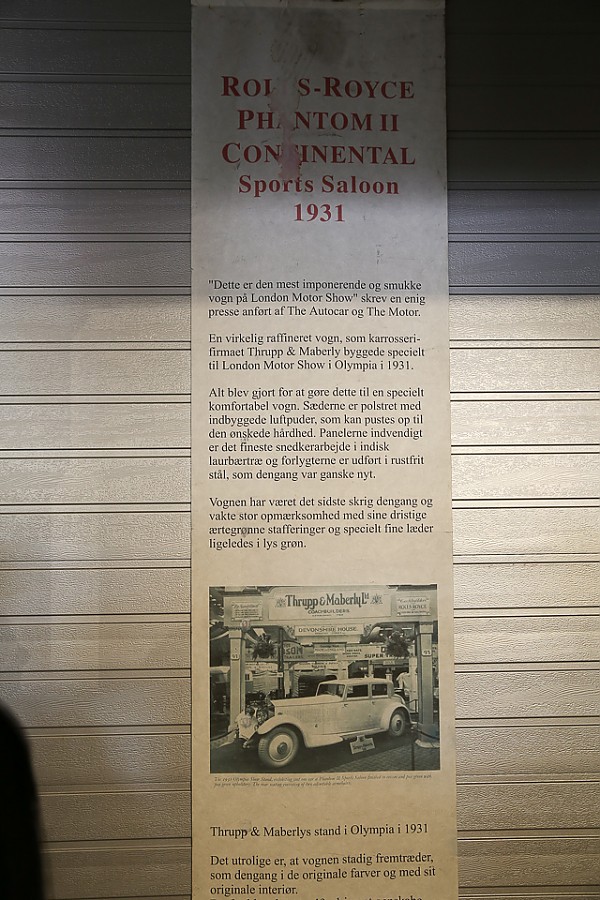 ROLLS-ROYCE
PHANTOM II
CONTINENTAL
Sports Saloon
1931
"Dette er den mest imponerende og smukke
vogn på London Motor Show" skrev en enig
presse anført af The Autocar og The Motor.
En virkelig raffineret vogn, som karrosseri-
firmaet Thrupp & Maberly byggede specielt
til London Motor Show i Olympia i 1931.
Alt blev gjort for at gøre dette til en specielt
komfortabel vogn. Sæderne er polstret med
indbyggede luftpuder, som kan pustes op til
den ønskede hårdhed. Panelerne indvendigt
er det fineste snedkerarbejde i indisk
laurbærtræ og forlygterne er udført i rustfrit
stål, som dengang var ganske nyt.
Vognen har været det sidste skrig dengang og
vakte stor opmærksomhed med sine dristige
ærtegrønne stafferinger og specielt fine læder
ligeledes i lys grøn.
Thrupp & Maberly Ltd
COACHBUILDERS
DEVONSHIRE HOUSE
ROLLS-ROYCE
SUPER
Thrupp & Maberlys stand i Olympia i 1931
Det utrolige er, at vognen stadig fremtræder,
som dengang i de originale farver og med sit
originale interiør.